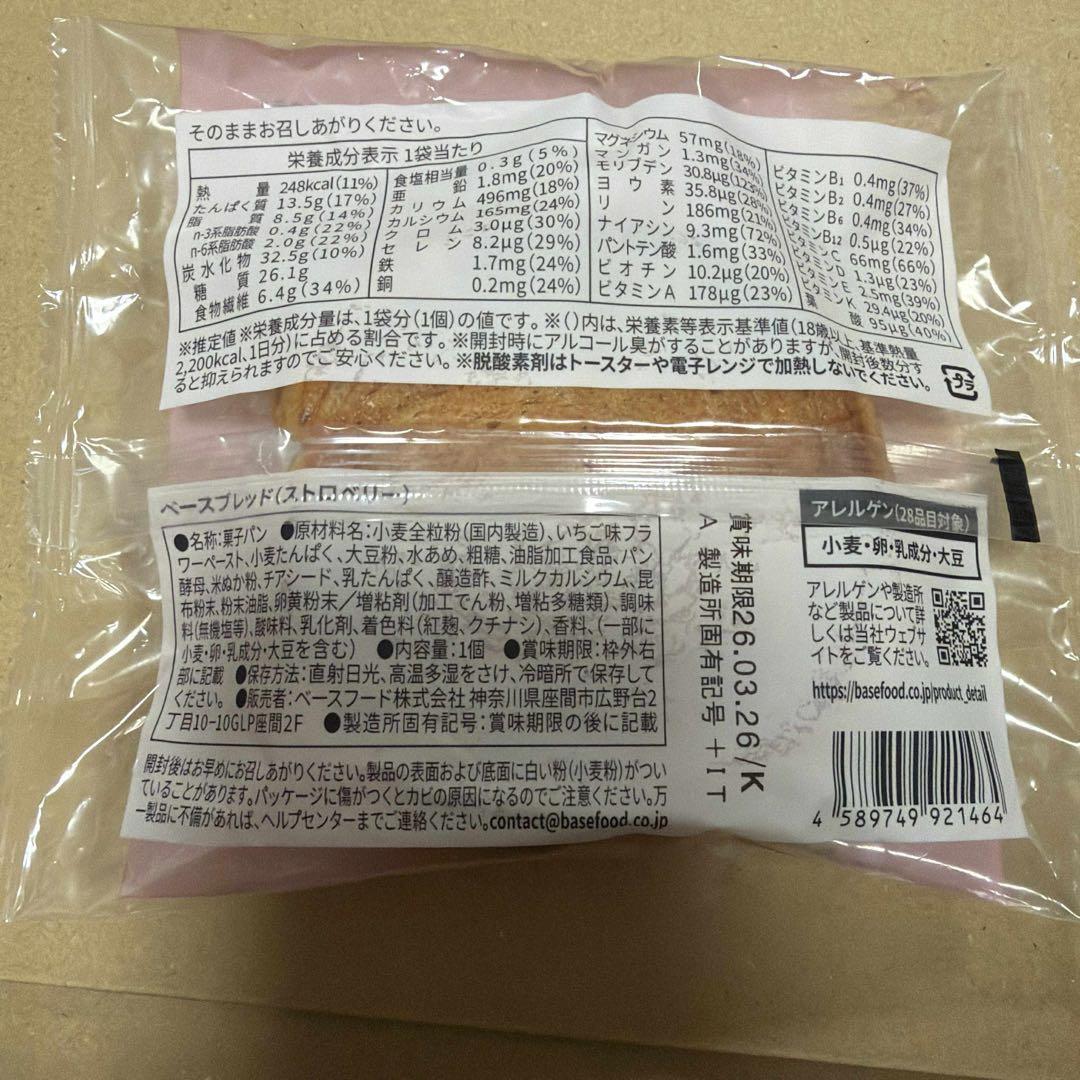 そのままお召しあがりください。
栄養成分表示 1袋当たり
熱量 248kcal(11%)
たんぱく質 13.5g(17%)
脂質 8.5g(14%)
n-3系脂肪酸 0.4g(22%)
n-6系脂肪酸 2.0g(22%)
炭水化物 32.5g(10%)
糖質 26.1g
食物繊維 6.4g(34%)
食塩相当量 0.3g(5%)
亜鉛 1.8mg(20%)
カリウム 496mg(18%)
カルシウム 165mg(24%)
クロム 3.0μg(30%)
セレン 8.2μg(29%)
鉄 1.7mg(24%)
銅 0.2mg(24%)
マグネシウム 57mg(18%)
マンガン 1.3mg(34%)
モリブデン 30.8μg(123%)
ヨウ素 35.8μg(28%)
リン 186mg(21%)
ナイアシン 9.3mg(72%)
パントテン酸 1.6mg(33%)
ビオチン 10.2μg(20%)
ビタミンA 178μg(23%)
ビタミンB1 0.4mg(37%)
ビタミンB2 0.4mg(27%)
ビタミンB6 0.4mg(34%)
ビタミンB12 0.5μg(22%)
ビタミンC 66mg(66%)
ビタミンD 1.3μg(23%)
ビタミンE 2.5mg(39%)
ビタミンK 29.4μg(20%)
葉酸 95μg(40%)
※推定値 ※栄養成分量は、1袋分(1個)の値です。※()内は、栄養素等表示基準値(18歳以上、基準熱量
2,200kcal、1日分)に占める割合です。※開封時にアルコール臭がすることがありますが、開封後数分す
ると抑えられますのでご安心ください。※脱酸素剤はトースターや電子レンジで加熱しないでください。
プラ
ベースブレッド(ストロベリー)
●名称:菓子パン ●原材料名:小麦全粒粉(国内製造)、いちご味フラ
ワーペースト、小麦たんぱく、大豆粉、水あめ、粗糖、油脂加工食品、パン
酵母、米ぬか粉、チアシード、乳たんぱく、醸造酢、ミルクカルシウム、昆
布粉末、粉末油脂、卵黄粉末/増粘剤(加工でん粉、増粘多糖類)、調味
料(無機塩等)、酸味料、乳化剤、着色料(紅麹、クチナシ)、香料、(一部に
小麦・卵・乳成分・大豆を含む) ●内容量:1個 ●賞味期限:枠外右
部に記載 ●保存方法:直射日光、高温多湿をさけ、冷暗所で保存して
ください。●販売者:ベースフード株式会社 神奈川県座間市広野台2
丁目10-10GLP座間2F ●製造所固有記号:賞味期限の後に記載
開封後はお早めにお召しあがりください。製品の表面および底面に白い粉(小麦粉)がつい
ていることがあります。パッケージに傷がつくとカビの原因になるのでご注意ください。万
一製品に不備があれば、ヘルプセンターまでご連絡ください。contact@basefood.co.jp
賞味期限26.03.26/K
A 製造所固有記号 +IT
アレルゲン(28品目対象)
小麦・卵・乳成分・大豆
アレルゲンや製造所
など製品について詳
しくは当社ウェブサ
イトをご覧ください。
https://basefood.co.jp/product_detail
4 589749 921464